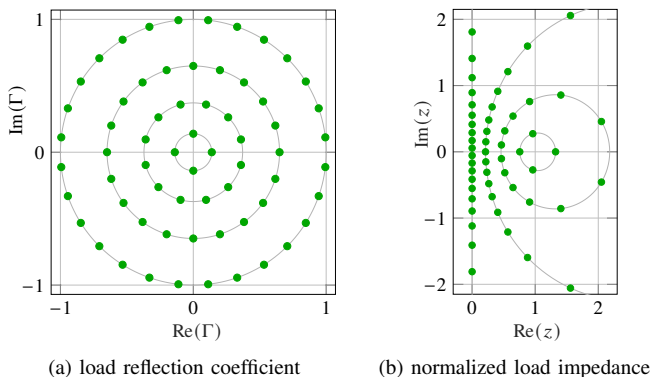 1
0
−1
Im(Γ)
−1
0
1
Re(Γ)
(a) load reflection coefficient
2
1
0
−1
−2
Im(z)
0
1
2
Re(z)
(b) normalized load impedance